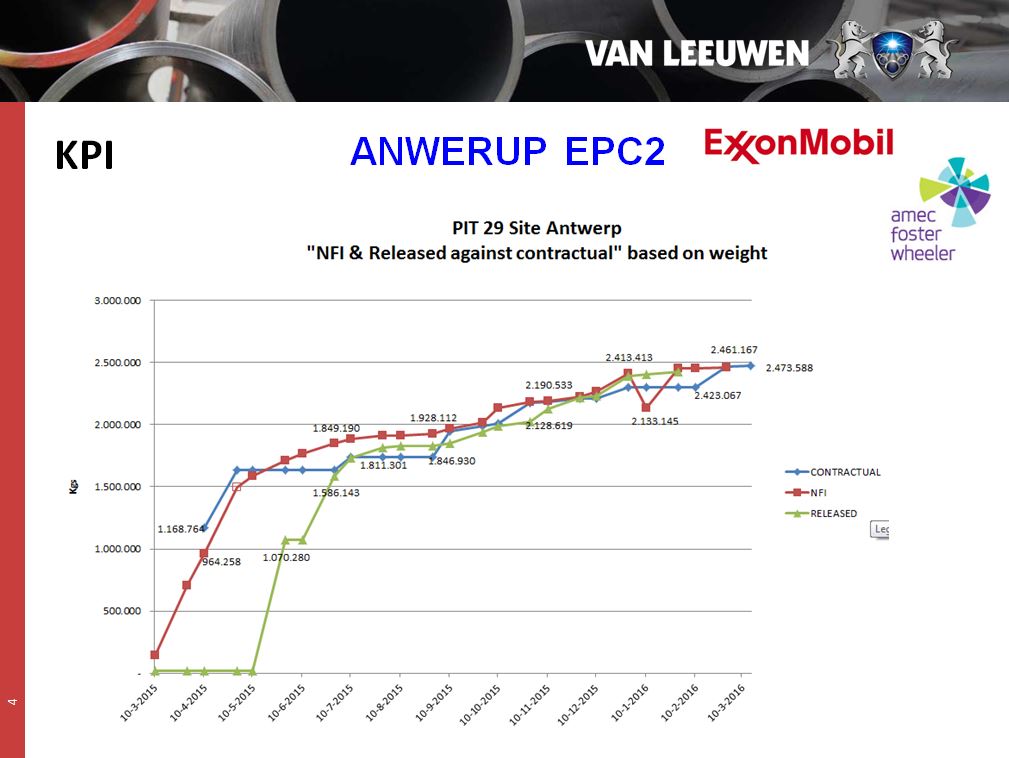 VAN LEEUWEN
KPI
ANWERUP EPC2
ExxonMobil
amec
foster
wheeler
PIT 29 Site Antwerp
"NFI & Released against contractual" based on weight
3.000.000
2.500.000
2.000.000
1.500.000
1.000.000
500.000
-
Kgs
1.168.764
964.258
1.070.280
1.586.143
1.849.190
1.811.301
1.928.112
1.846.930
2.190.533
2.128.619
2.413.413
2.133.145
2.461.167
2.423.067
2.473.588
CONTRACTUAL
NFI
RELEASED
Leg
10-3-2015
10-4-2015
10-5-2015
10-6-2015
10-7-2015
10-8-2015
10-9-2015
10-10-2015
10-11-2015
10-12-2015
10-1-2016
10-2-2016
10-3-2016
4